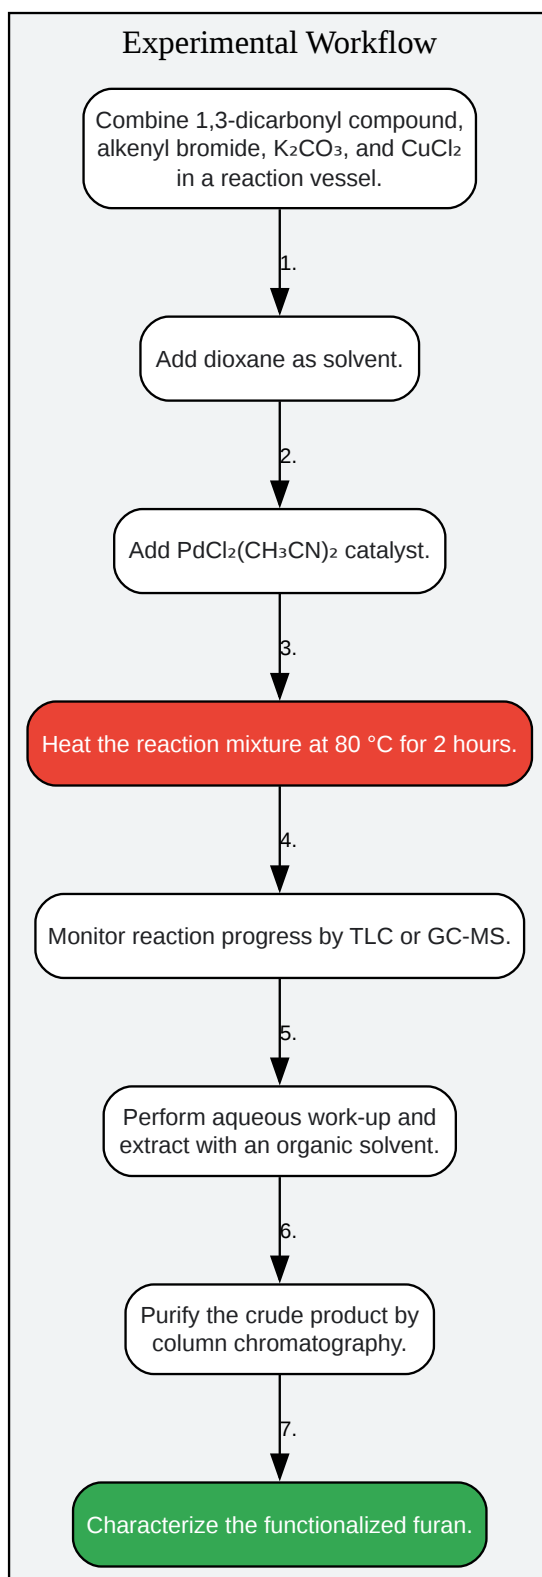 Experimental Workflow
Combine 1,3-dicarbonyl compound,
alkenyl bromide, K₂CO₃, and CuCl₂
in a reaction vessel.
1.
Add dioxane as solvent.
2.
Add PdCl₂(CH₃CN)₂ catalyst.
3.
Heat the reaction mixture at 80 °C for 2 hours.
4.
Monitor reaction progress by TLC or GC-MS.
5.
Perform aqueous work-up and
extract with an organic solvent.
6.
Purify the crude product by
column chromatography.
7.
Characterize the functionalized furan.